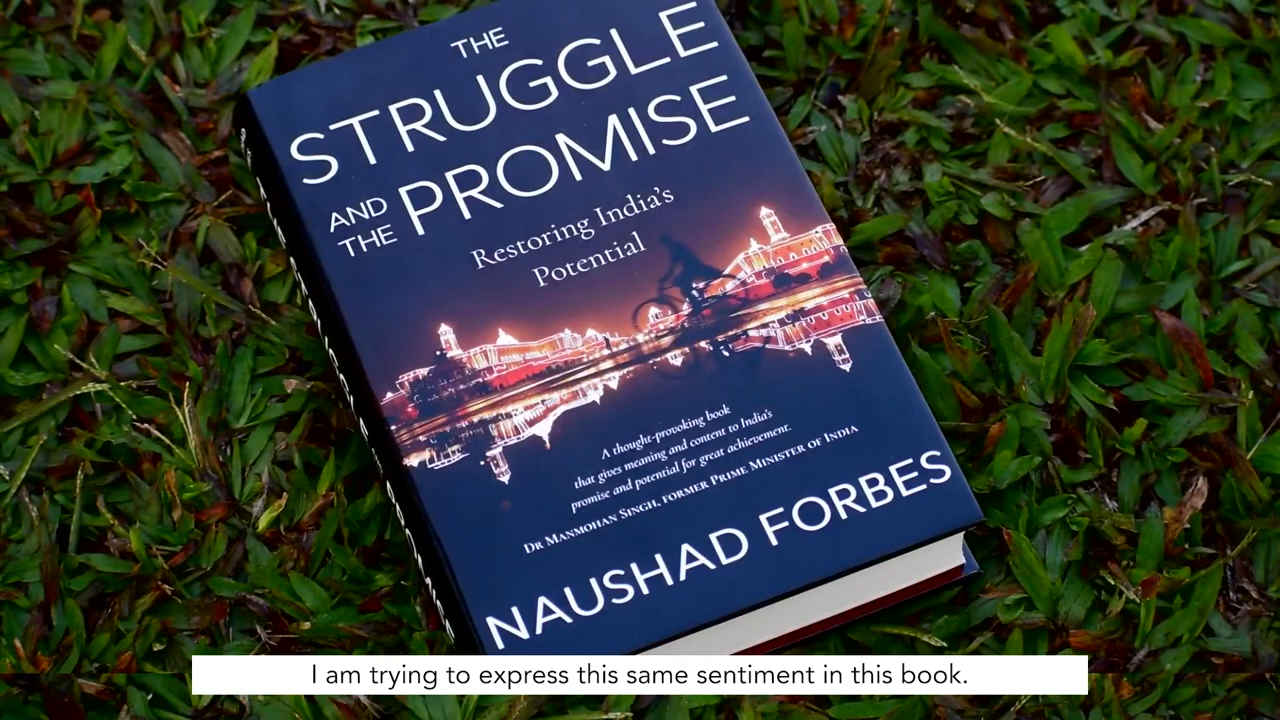 THE
STRUGGLE
AND
THE PROMISE
Restoring India's
Potential
A thought-provoking book
that gives meaning and content to India's
promise and potential for great achievement.
DR MANMOHAN SINGH, FORMER PRIME MINISTER OF INDIA
NAUSHAD FORBES
I am trying to express this same sentiment in this book.